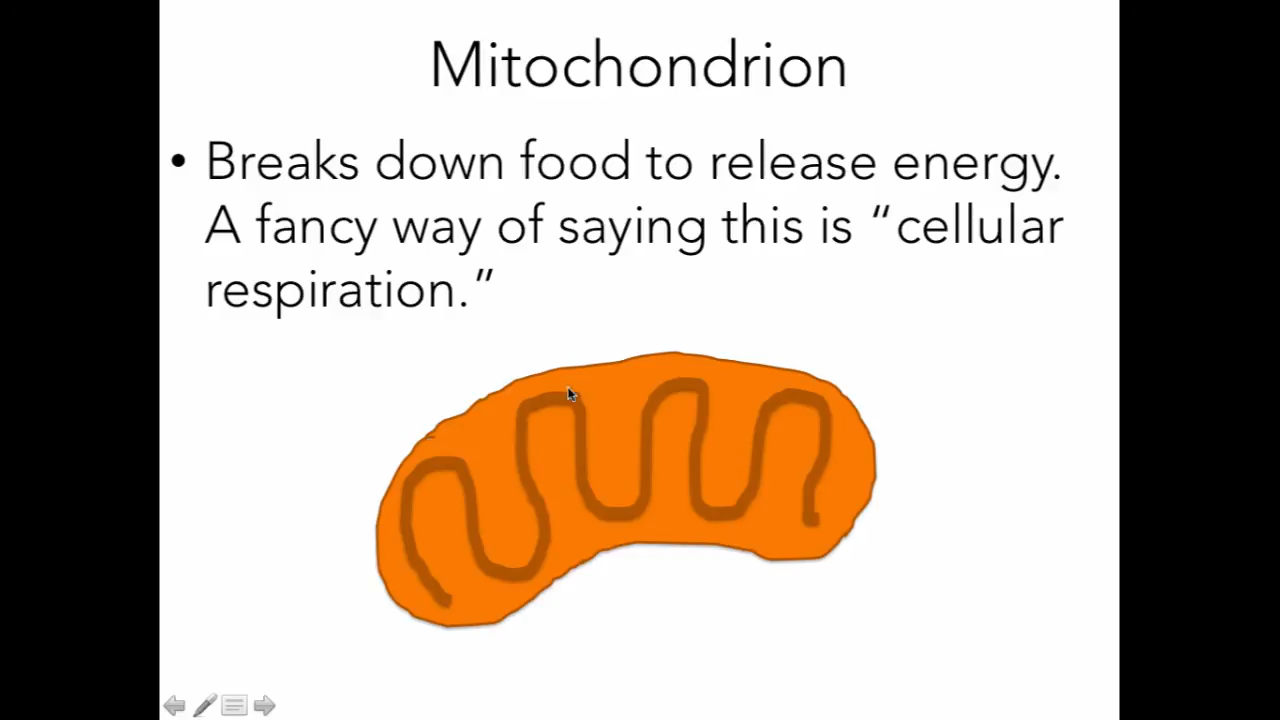 Mitochondrion
• Breaks down food to release energy.
A fancy way of saying this is “cellular
respiration.”